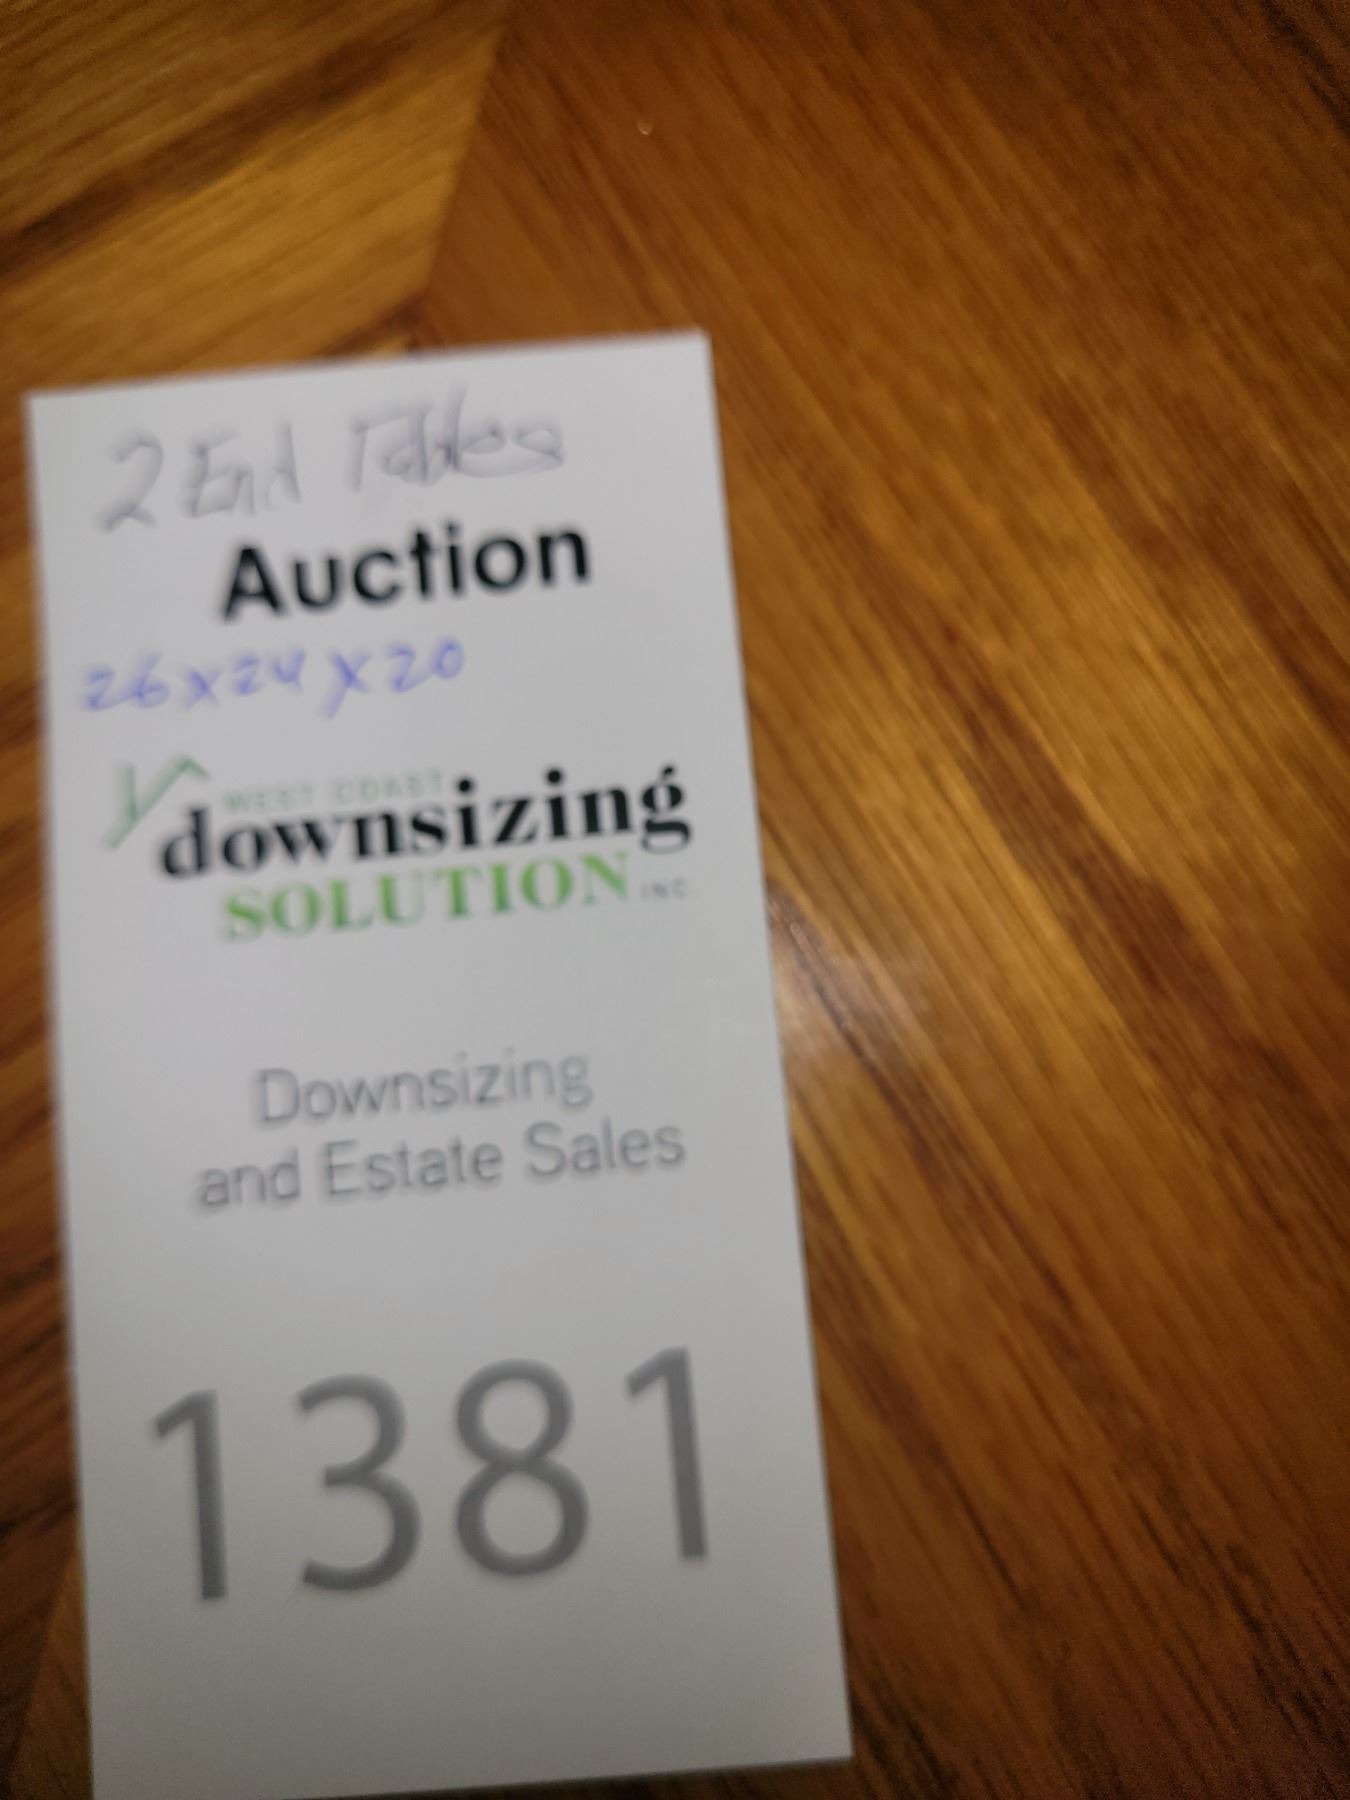 2 End Tables
Auction
26x24x20
WEST COAST
downsizing
SOLUTION INC.
Downsizing
and Estate Sales
1381